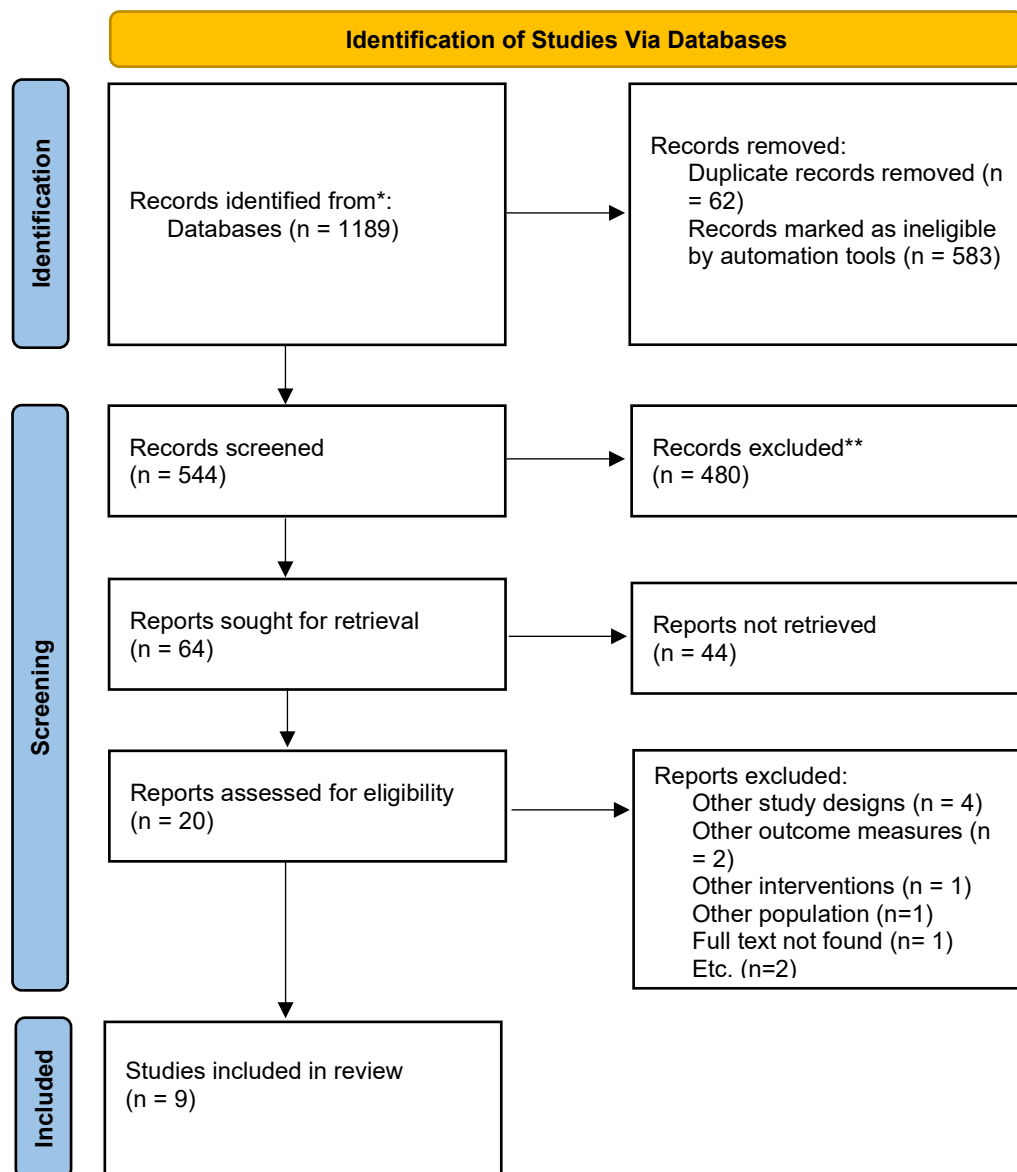 Identification of Studies Via Databases
Identification
Records identified from*:
Databases (n = 1189)
Records removed:
Duplicate records removed (n
= 62)
Records marked as ineligible
by automation tools (n = 583)
Screening
Records screened
(n = 544)
Records excluded**
(n = 480)
Reports sought for retrieval
(n = 64)
Reports not retrieved
(n = 44)
Reports assessed for eligibility
(n = 20)
Reports excluded:
Other study designs (n = 4)
Other outcome measures (n
= 2)
Other interventions (n = 1)
Other population (n=1)
Full text not found (n= 1)
Etc. (n=2)
Included
Studies included in review
(n = 9)